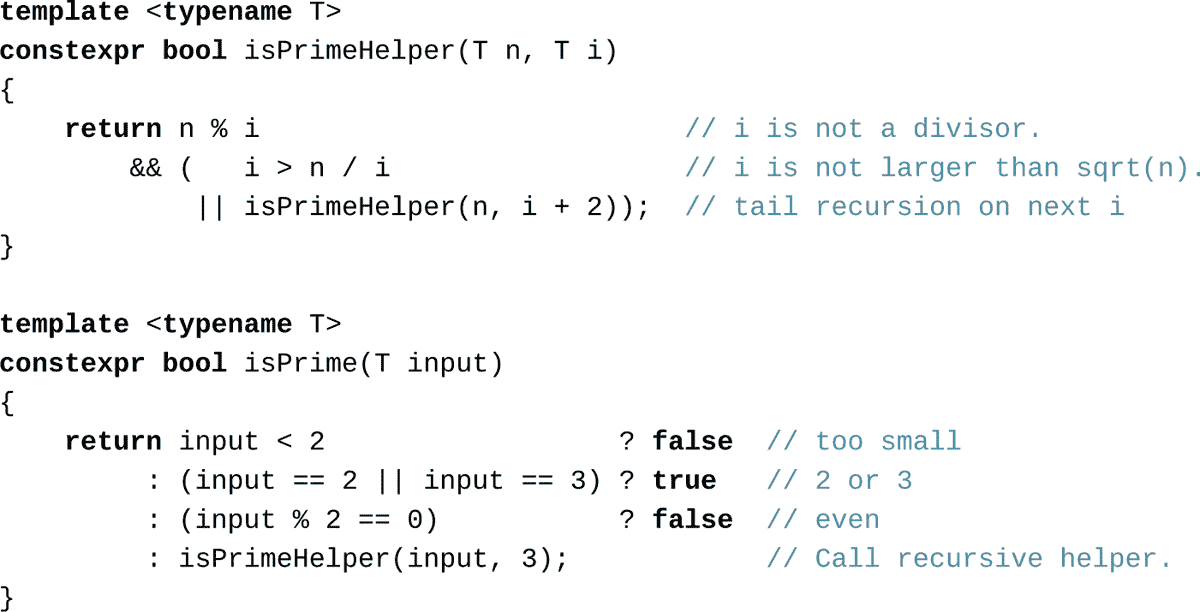 template <typename T>
constexpr bool isPrimeHelper(T n, T i)
{
    return n % i                          // i is not a divisor.
        && (   i > n / i                  // i is not larger than sqrt(n).
            || isPrimeHelper(n, i + 2));  // tail recursion on next i
}

template <typename T>
constexpr bool isPrime(T input)
{
    return input < 2                  ? false  // too small
         : (input == 2 || input == 3) ? true   // 2 or 3
         : (input % 2 == 0)           ? false  // even
         : isPrimeHelper(input, 3);            // Call recursive helper.
}